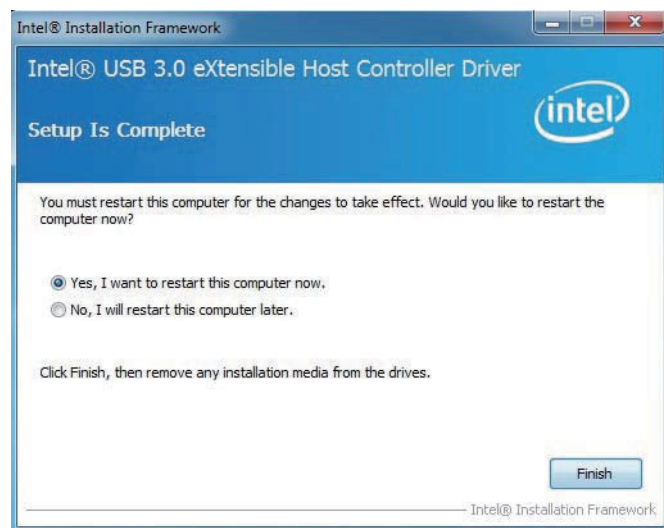 Intel® Installation Framework
Intel® USB 3.0 eXtensible Host Controller Driver
intel
Setup Is Complete
You must restart this computer for the changes to take effect. Would you like to restart the
computer now?
Yes, I want to restart this computer now.
No, I will restart this computer later.
Click Finish, then remove any installation media from the drives.
Finish
Intel® Installation Framework